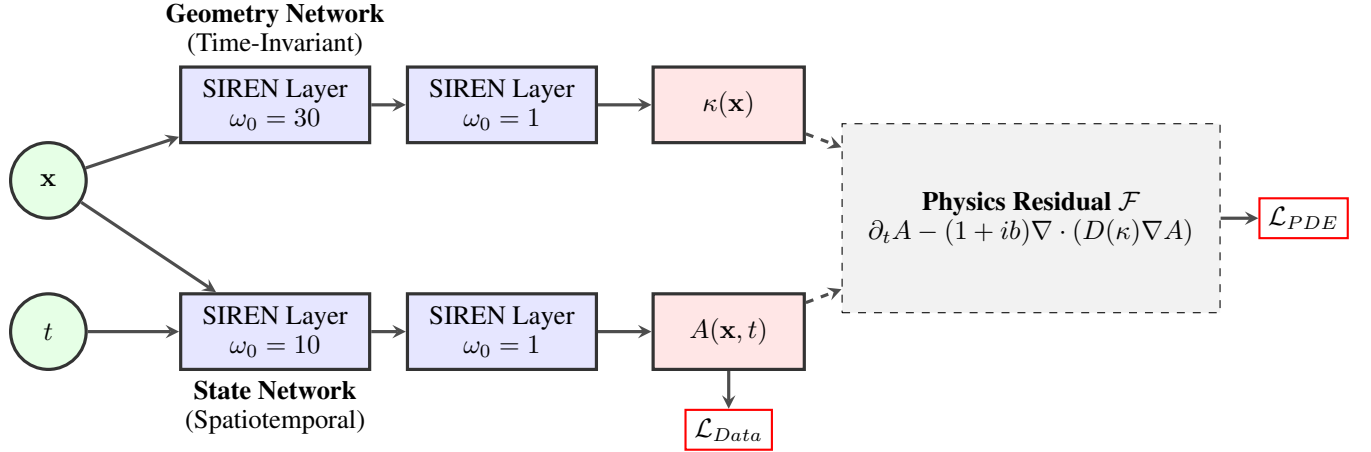 Geometry Network
(Time-Invariant)
SIREN Layer
ω₀ = 30
SIREN Layer
ω₀ = 1
κ(𝐱)
𝐱
Physics Residual ℱ
∂ₜA − (1 + ib)∇ · (D(κ)∇A)
ℒ_PDE
t
SIREN Layer
ω₀ = 10
SIREN Layer
ω₀ = 1
A(𝐱, t)
State Network
(Spatiotemporal)
ℒ_Data